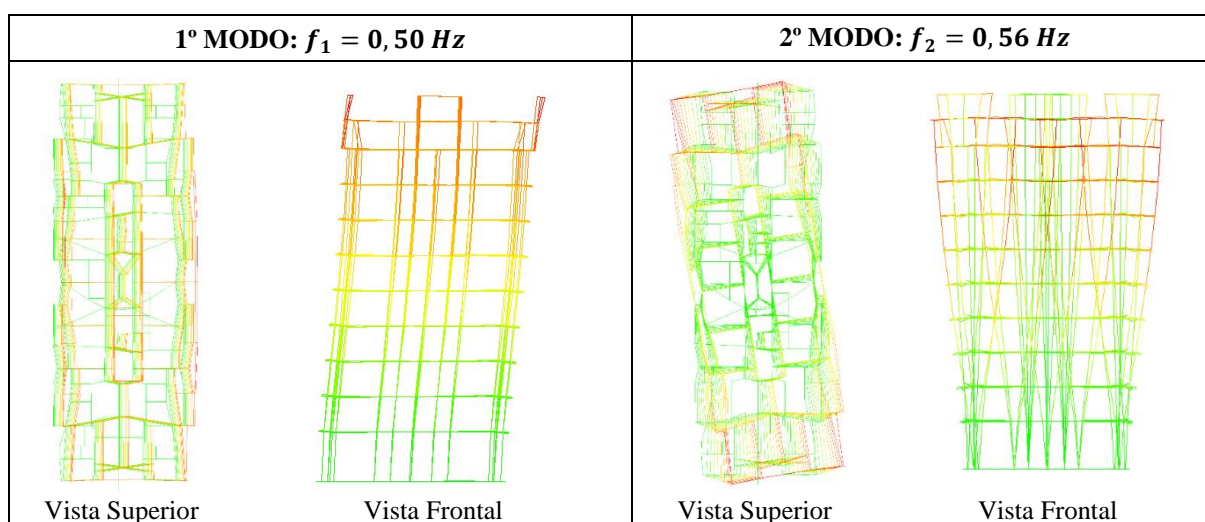 1º MODO: f₁ = 0,50 Hz
2º MODO: f₂ = 0,56 Hz
Vista Superior Vista Frontal Vista Superior Vista Frontal